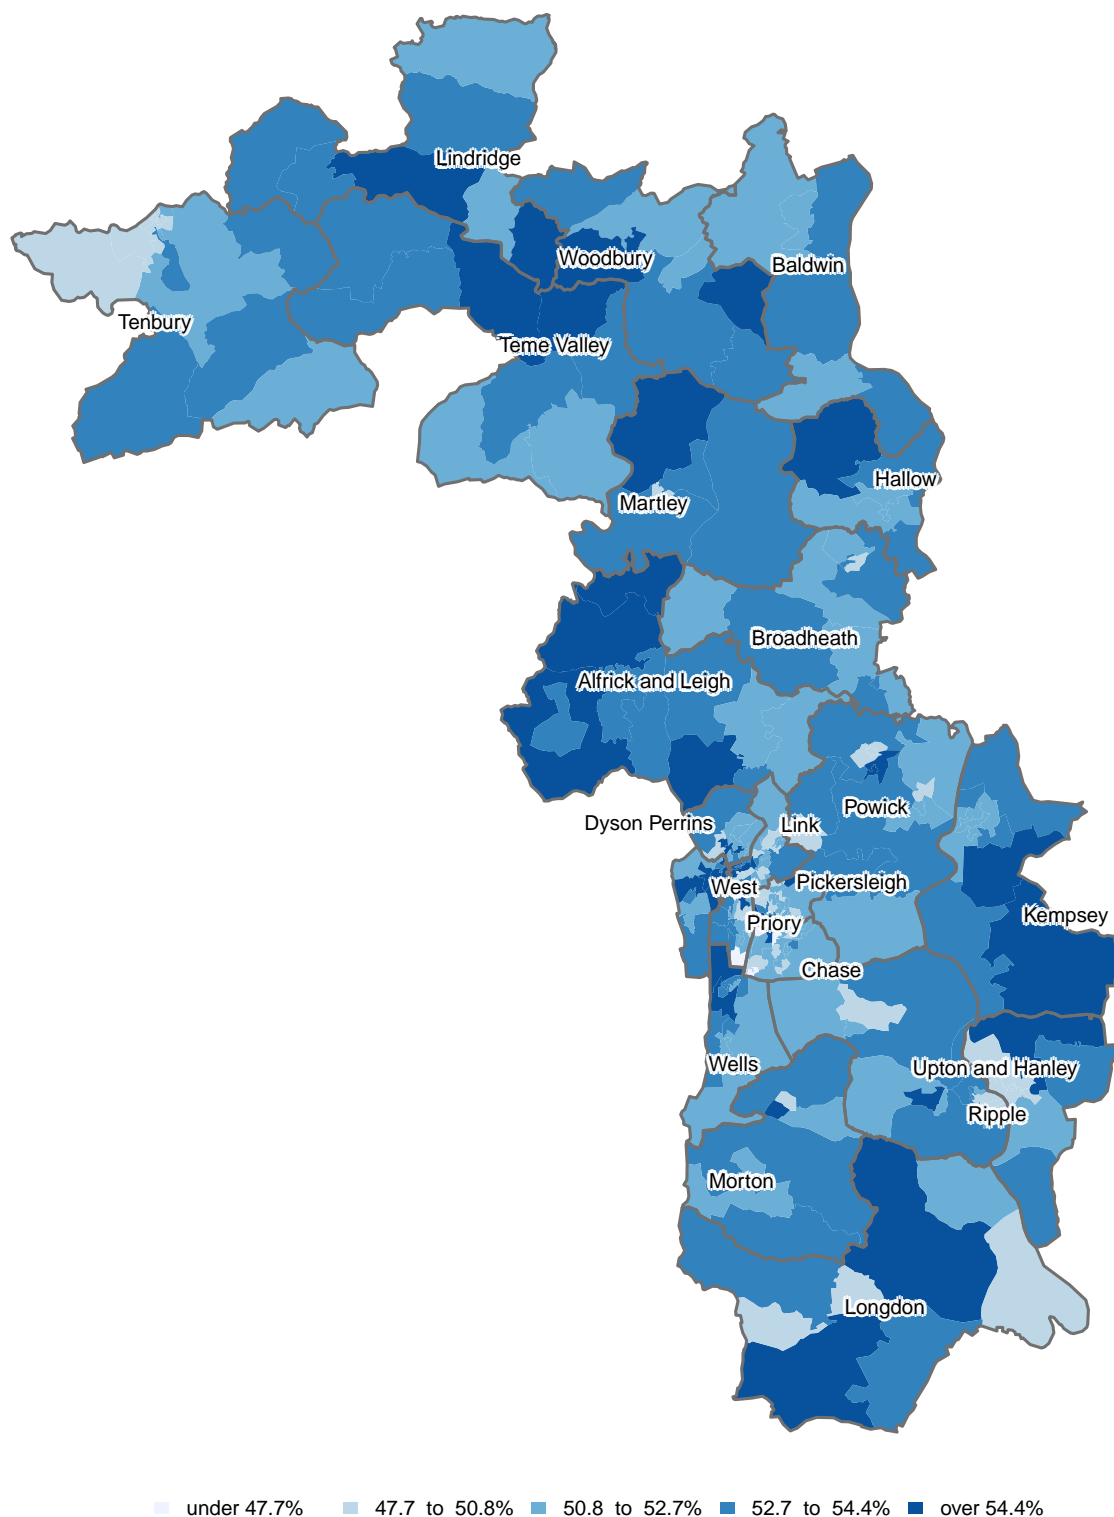 Lindridge
Woodbury
Baldwin
Tenbury
Teme Valley
Hallow
Martley
Broadheath
Alfrick and Leigh
Powick
Dyson Perrins
Link
West
Pickersleigh
Kempsey
Priory
Chase
Wells
Upton and Hanley
Ripple
Morton
Longdon
under 47.7% 47.7 to 50.8% 50.8 to 52.7% 52.7 to 54.4% over 54.4%